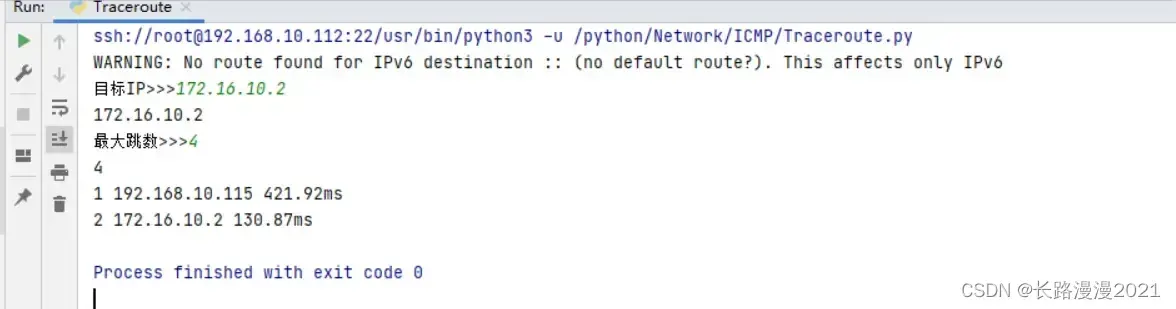 Run: Traceroute
ssh://root@192.168.10.112:22/usr/bin/python3 -u /python/Network/ICMP/Traceroute.py
WARNING: No route found for IPv6 destination :: (no default route?). This affects only IPv6
目标IP>>>172.16.10.2
172.16.10.2
最大跳数>>>4
4
1 192.168.10.115 421.92ms
2 172.16.10.2 130.87ms
Process finished with exit code 0
CSDN @长路漫漫2021